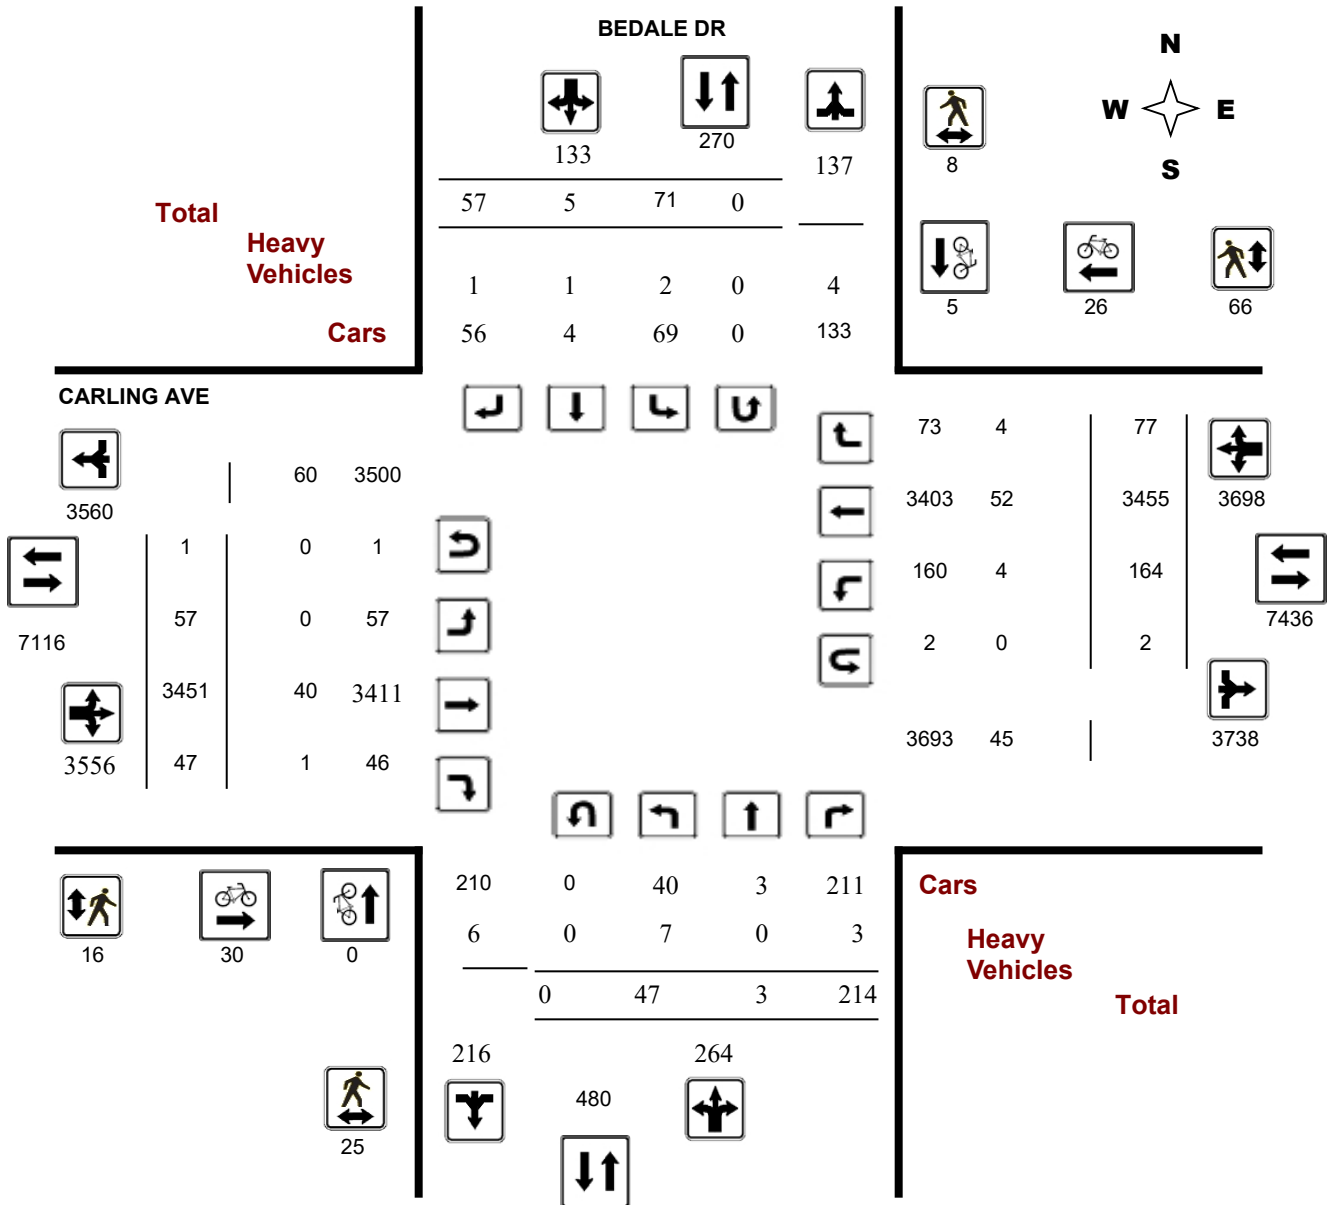 BEDALE DR
N
W E
S
133 270 137 8
57 5 71 0
Total
Heavy
Vehicles
1 1 2 0 4
5 26 66
Cars 56 4 69 0 133
CARLING AVE
73 4 77
60 3500
3560
3403 52 3455 3698
1 0 1
160 4 164
57 0 57
7116
7436
2 0 2
3451 40 3411
3693 45 3738
3556 47 1 46
210 0 40 3 211 Cars
6 0 7 0 3 Heavy
Vehicles
16 30 0
0 47 3 214 Total
216 264
480
25